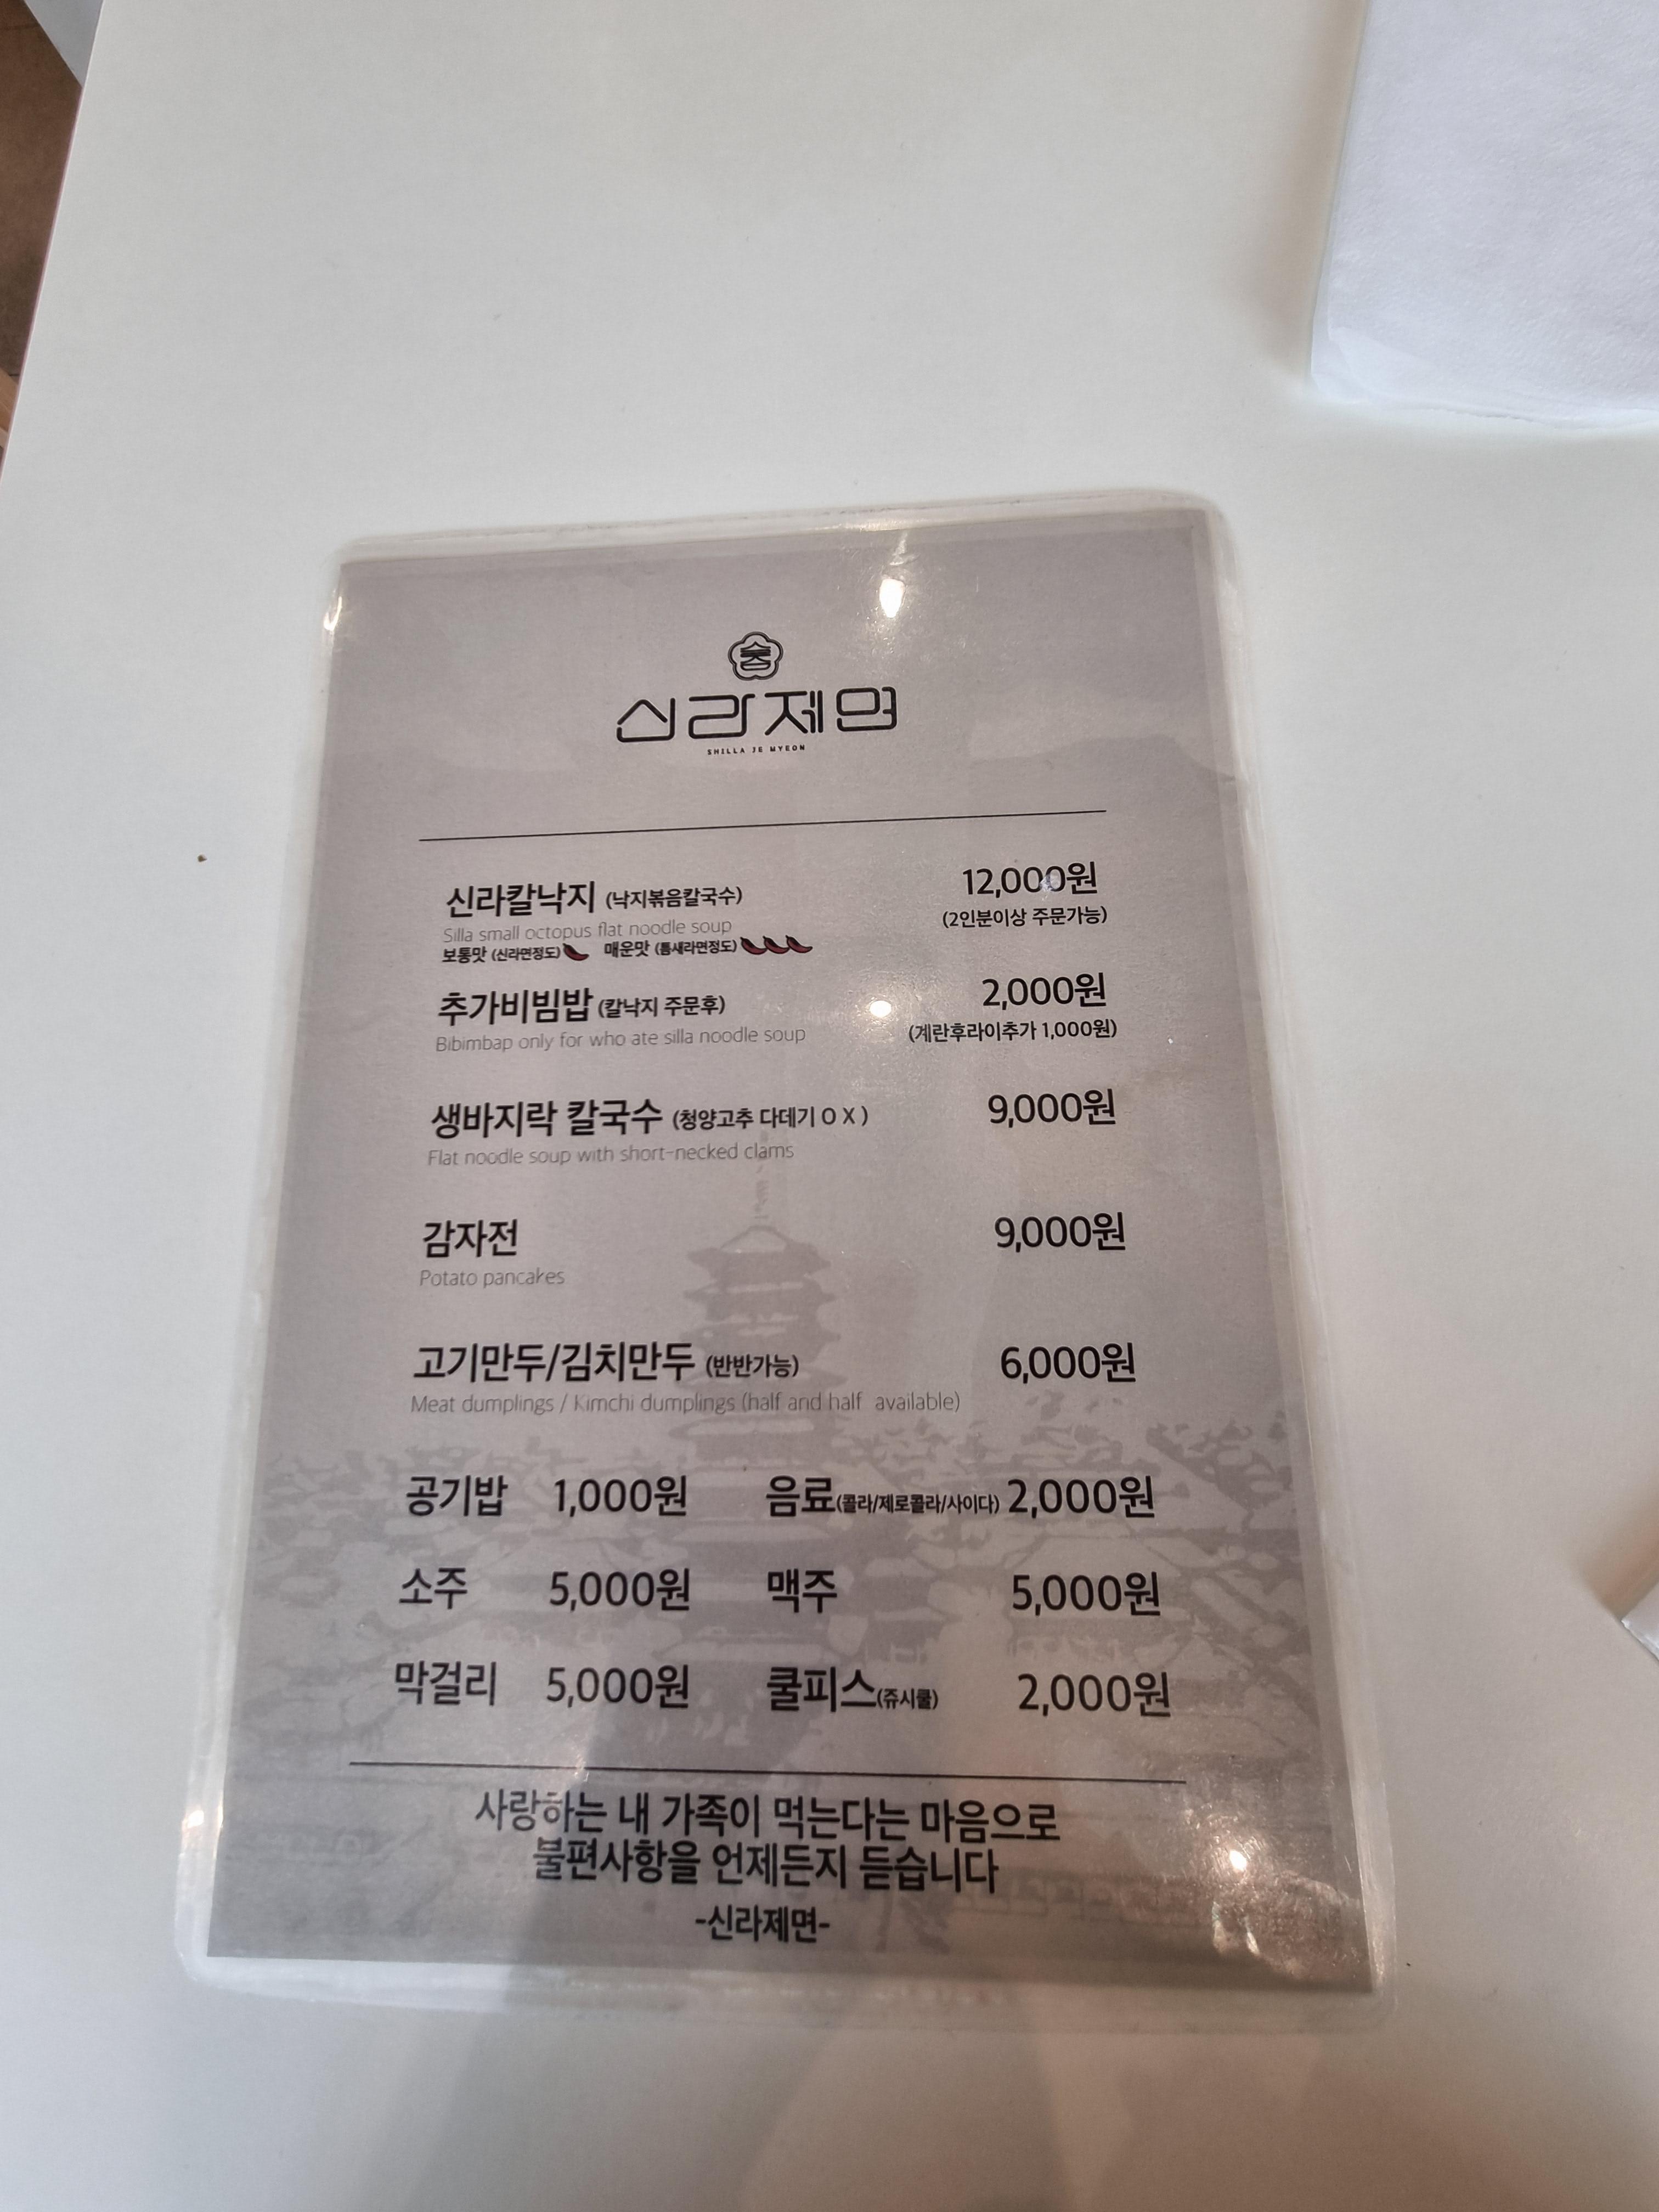 신라제면
SHILLA JE MYEON
신라칼낙지 (낙지볶음칼국수) 12,000원
Silla small octopus flat noodle soup (2인분이상 주문가능)
보통맛 (신라면정도) 매운맛 (틈새라면정도)
추가비빔밥 (칼낙지 주문후) 2,000원
Bibimbap only for who ate silla noodle soup (계란후라이추가 1,000원)
생바지락 칼국수 (청양고추 다데기 O X ) 9,000원
Flat noodle soup with short-necked clams
감자전 9,000원
Potato pancakes
고기만두/김치만두 (반반가능) 6,000원
Meat dumplings / Kimchi dumplings (half and half available)
공기밥 1,000원 음료(콜라/제로콜라/사이다) 2,000원
소주 5,000원 맥주 5,000원
막걸리 5,000원 쿨피스(쥬시쿨) 2,000원
사랑하는 내 가족이 먹는다는 마음으로
불편사항을 언제든지 듣습니다
-신라제면-